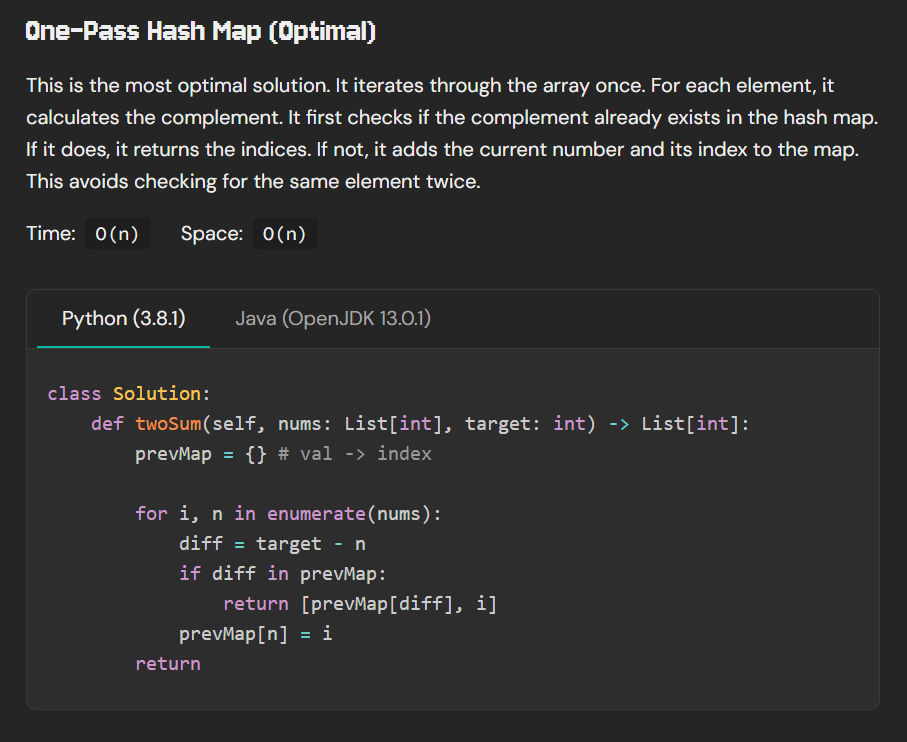 One-Pass Hash Map (Optimal)
This is the most optimal solution. It iterates through the array once. For each element, it
calculates the complement. It first checks if the complement already exists in the hash map.
If it does, it returns the indices. If not, it adds the current number and its index to the map.
This avoids checking for the same element twice.
Time: O(n) Space: O(n)
Python (3.8.1) Java (OpenJDK 13.0.1)
class Solution:
    def twoSum(self, nums: List[int], target: int) -> List[int]:
        prevMap = {} # val -> index
        for i, n in enumerate(nums):
            diff = target - n
            if diff in prevMap:
                return [prevMap[diff], i]
            prevMap[n] = i
        return